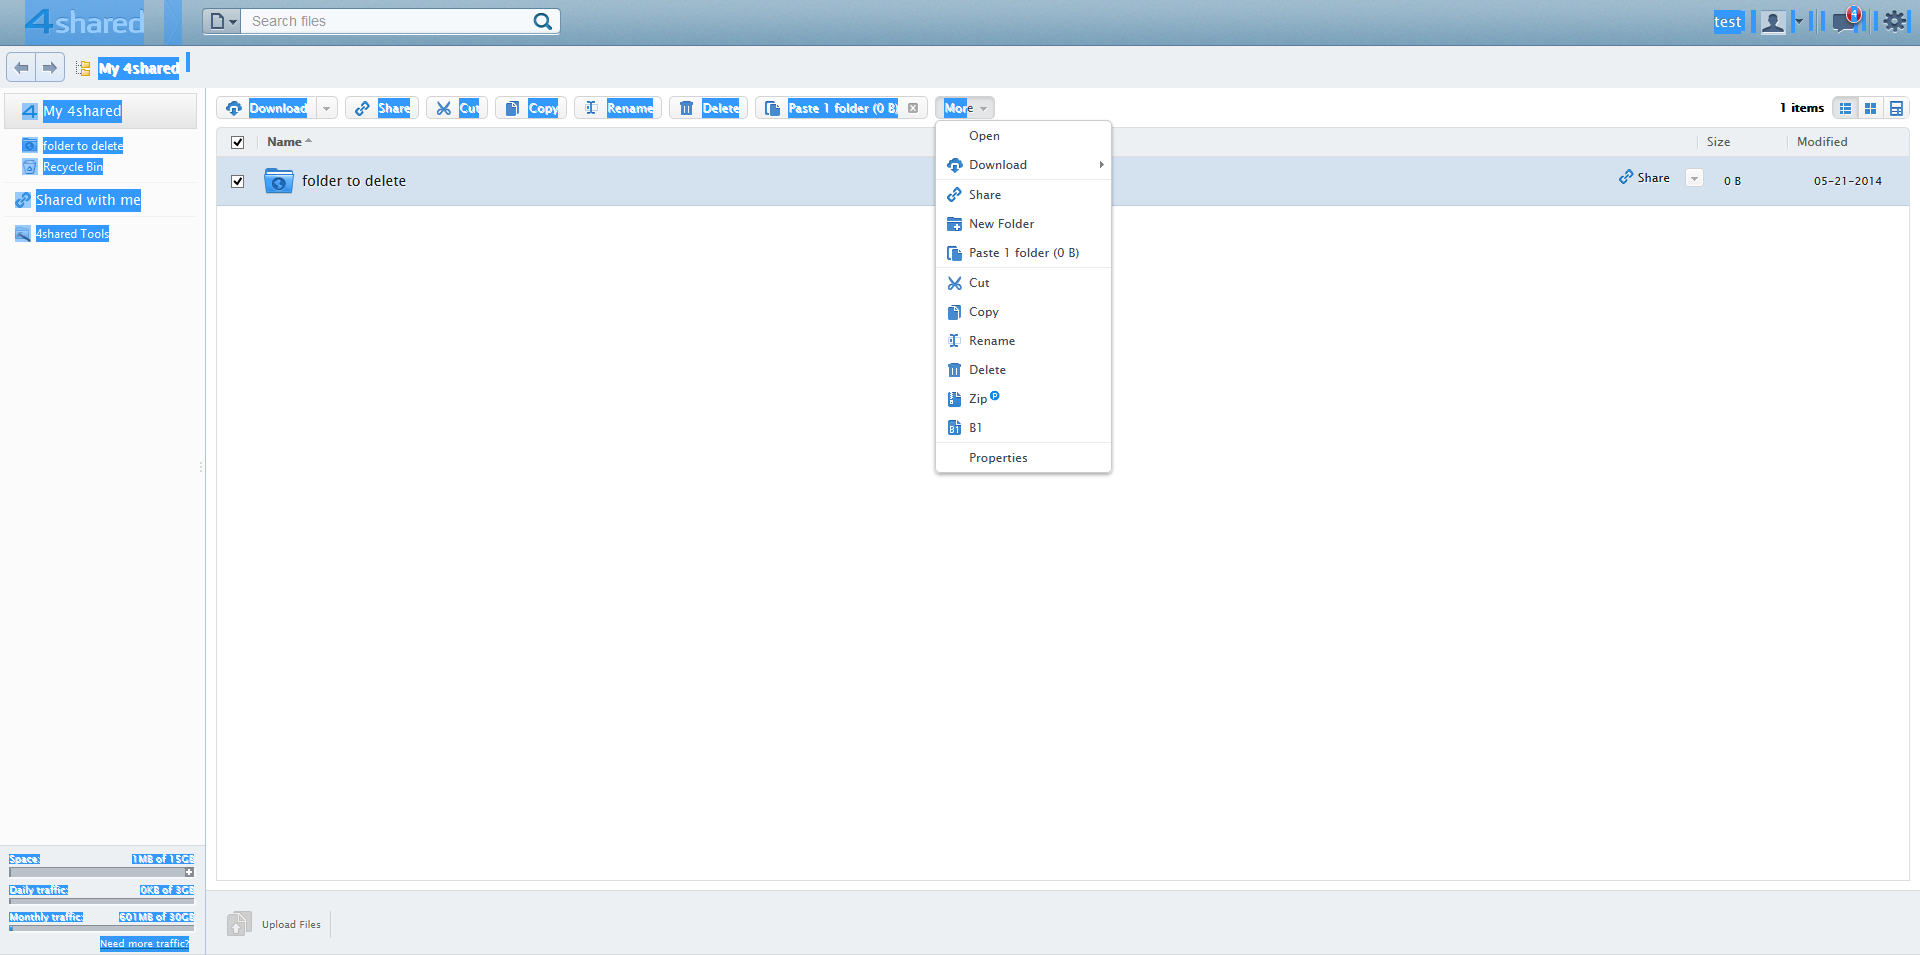 4shared
Search files
test
4
My 4shared
My 4shared
folder to delete
Recycle Bin
Shared with me
4shared Tools
Download
Share
Cut
Copy
Rename
Delete
Paste 1 folder (0 B)
More
1 items
Name
Size
Modified
folder to delete
Share
0 B
05-21-2014
Open
Download
Share
New Folder
Paste 1 folder (0 B)
Cut
Copy
Rename
Delete
Zip P
B1
Properties
Space: 1MB of 15GB
Daily traffic: 0KB of 3GB
Monthly traffic: 601MB of 30GB
Need more traffic?
Upload Files